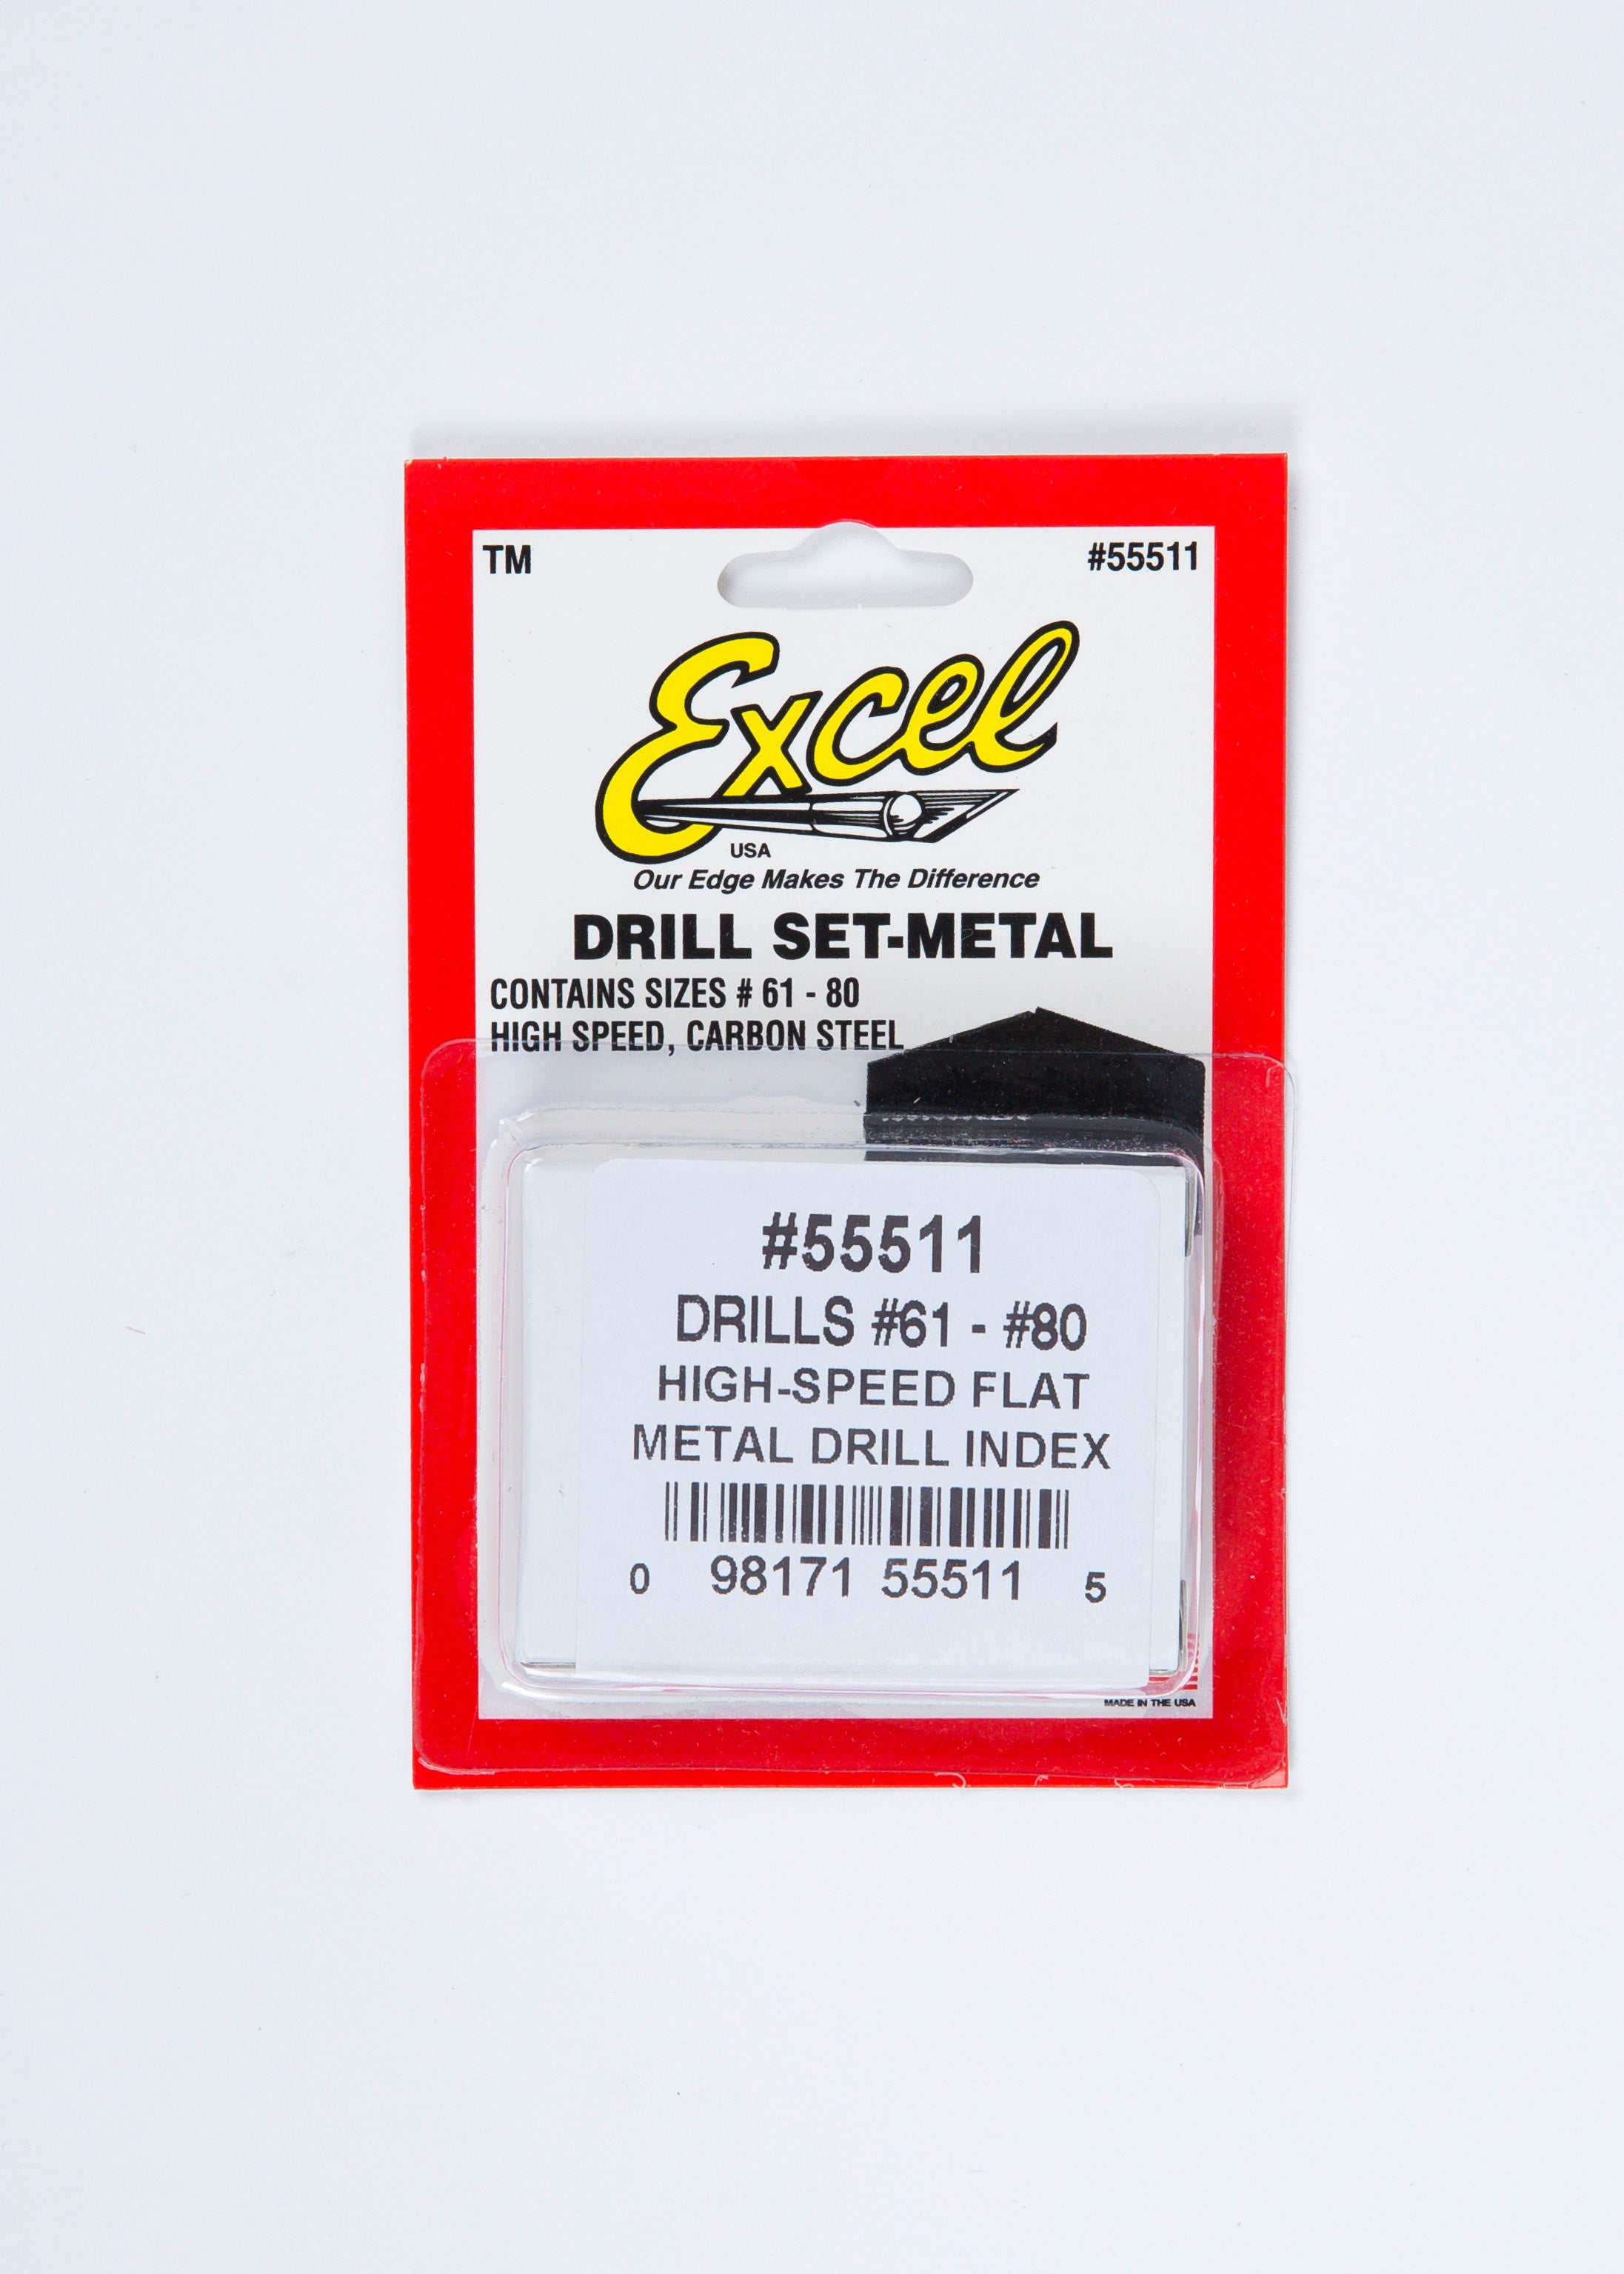 TM #55511
Excel
USA
Our Edge Makes The Difference
DRILL SET-METAL
CONTAINS SIZES # 61 - 80
HIGH SPEED, CARBON STEEL
#55511
DRILLS #61 - #80
HIGH-SPEED FLAT
METAL DRILL INDEX
0 98171 55511 5
MADE IN THE USA